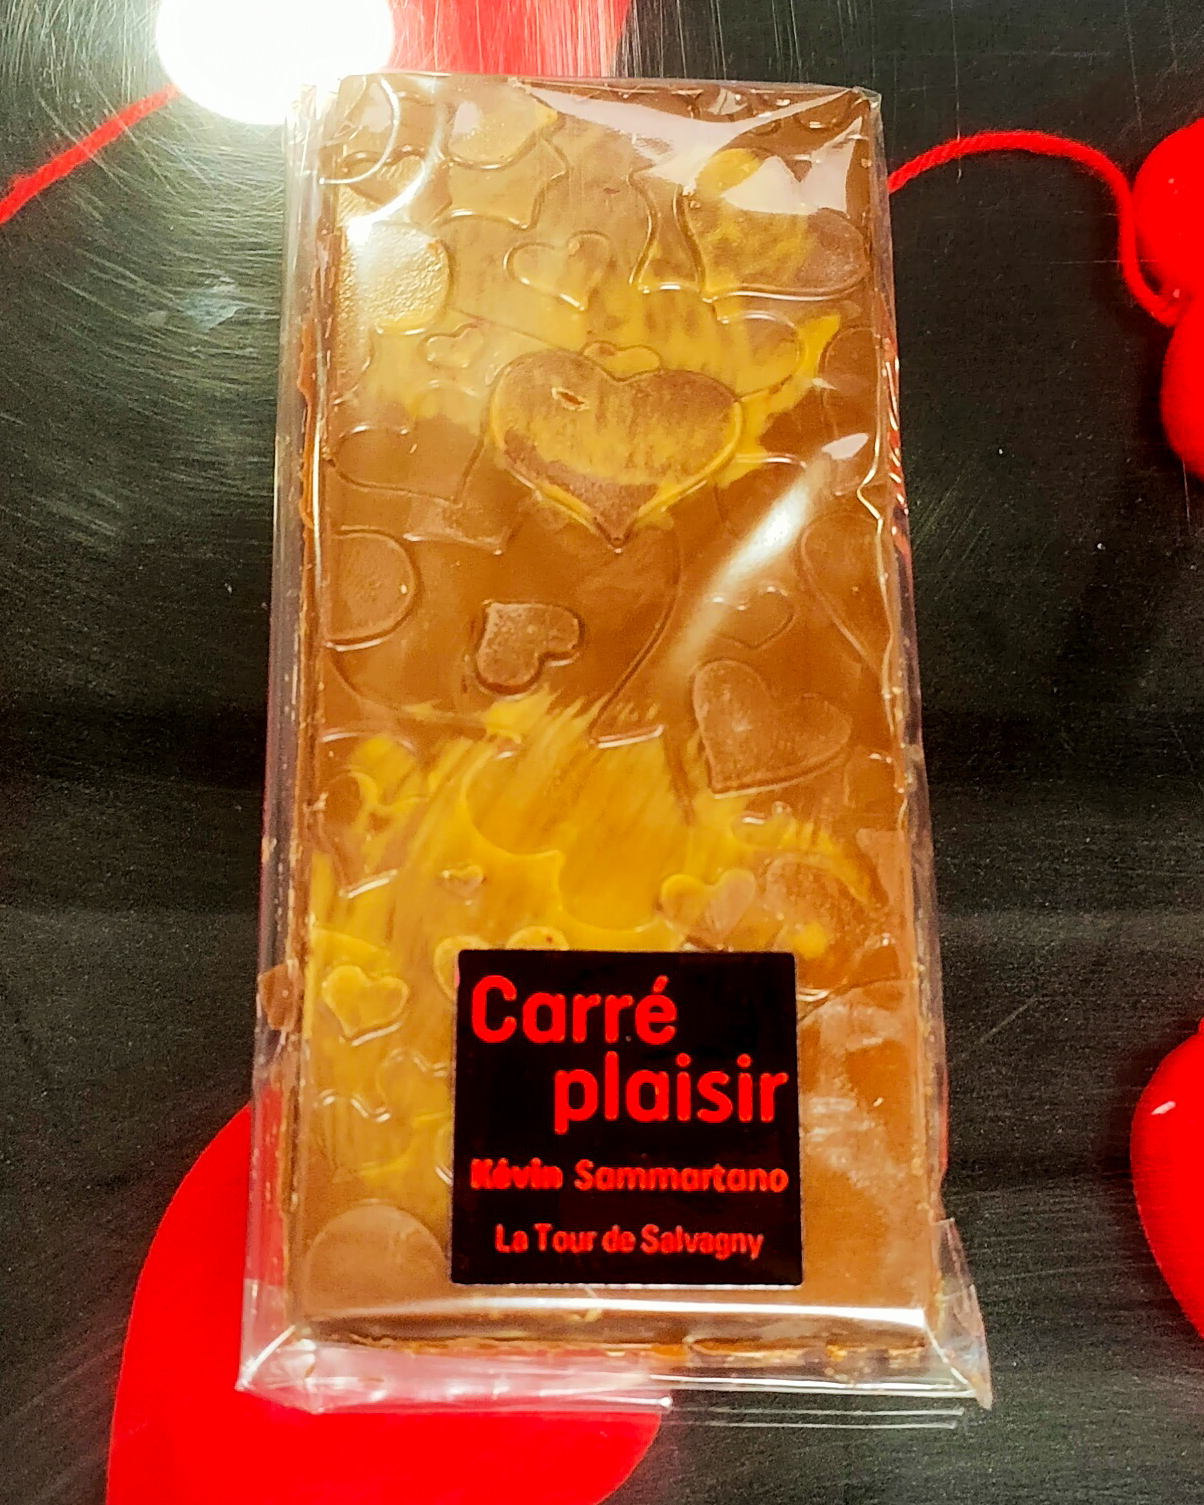 Carré
plaisir
Kévin Sammartano
La Tour de Salvagny